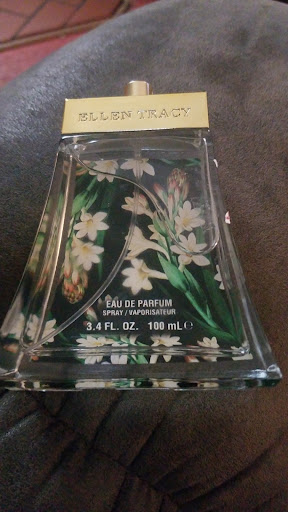 ELLEN TRACY
EAU DE PARFUM
SPRAY / VAPORISATEUR
3.4 FL. OZ. 100 mL℮